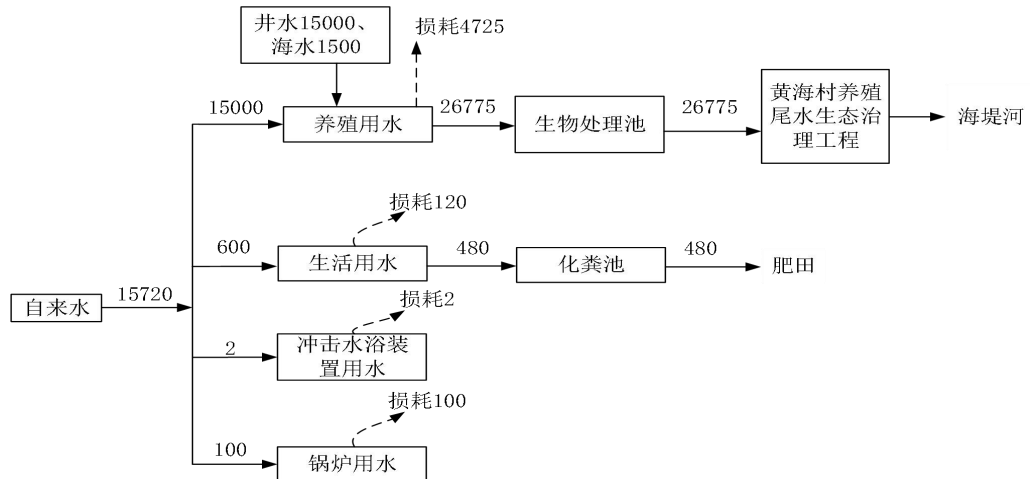 井水15000、
海水1500
损耗4725
15000
养殖用水
26775
生物处理池
26775
黄海村养殖
尾水生态治
理工程
海堤河
损耗120
600
生活用水
480
化粪池
480
肥田
自来水
15720
损耗2
2
冲击水浴装
置用水
损耗100
100
锅炉用水